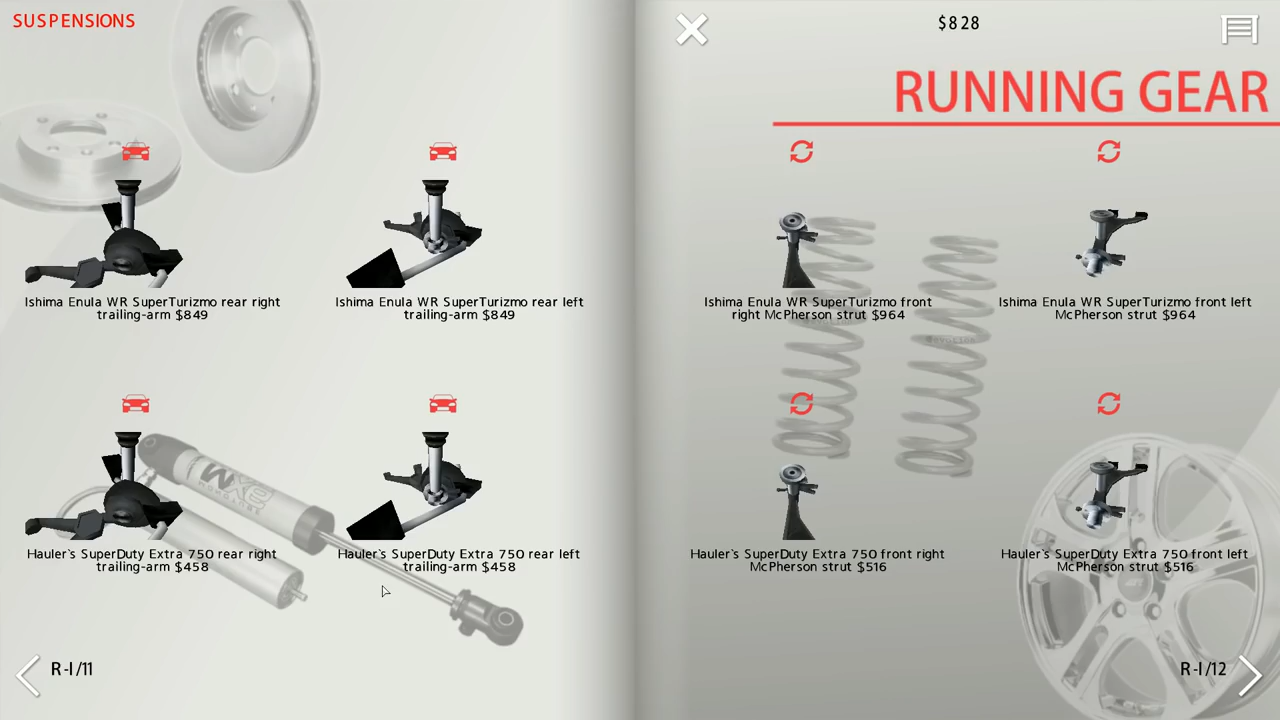 SUSPENSIONS
$828
RUNNING GEAR
Ishima Enula WR SuperTurizmo rear right
trailing-arm $849
Ishima Enula WR SuperTurizmo rear left
trailing-arm $849
Ishima Enula WR SuperTurizmo front
right McPherson strut $964
Ishima Enula WR SuperTurizmo front left
McPherson strut $964
Hauler's SuperDuty Extra 750 rear right
trailing-arm $458
Hauler's SuperDuty Extra 750 rear left
trailing-arm $458
Hauler's SuperDuty Extra 750 front right
McPherson strut $516
Hauler's SuperDuty Extra 750 front left
McPherson strut $516
R-I/11
R-I/12